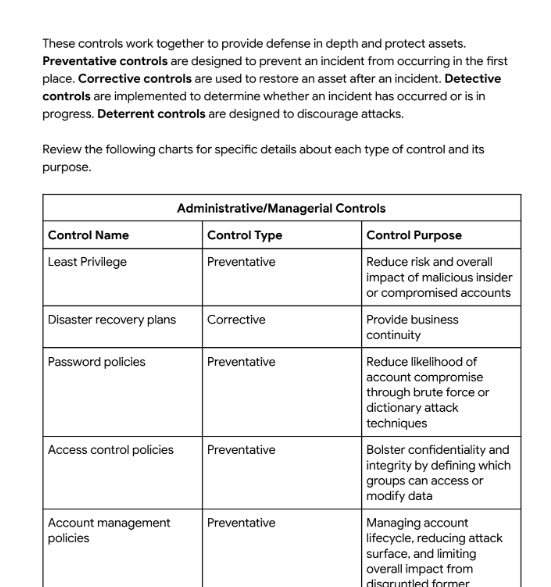 These controls work together to provide defense in depth and protect assets.
Preventative controls are designed to prevent an incident from occurring in the first
place. Corrective controls are used to restore an asset after an incident. Detective
controls are implemented to determine whether an incident has occurred or is in
progress. Deterrent controls are designed to discourage attacks.
Review the following charts for specific details about each type of control and its
purpose.
Administrative/Managerial Controls
Control Name
Control Type
Control Purpose
Least Privilege
Preventative
Reduce risk and overall
impact of malicious insider
or compromised accounts
Disaster recovery plans
Corrective
Provide business
continuity
Password policies
Preventative
Reduce likelihood of
account compromise
through brute force or
dictionary attack
techniques
Access control policies
Preventative
Bolster confidentiality and
integrity by defining which
groups can access or
modify data
Account management
policies
Preventative
Managing account
lifecycle, reducing attack
surface, and limiting
overall impact from
disgruntled former